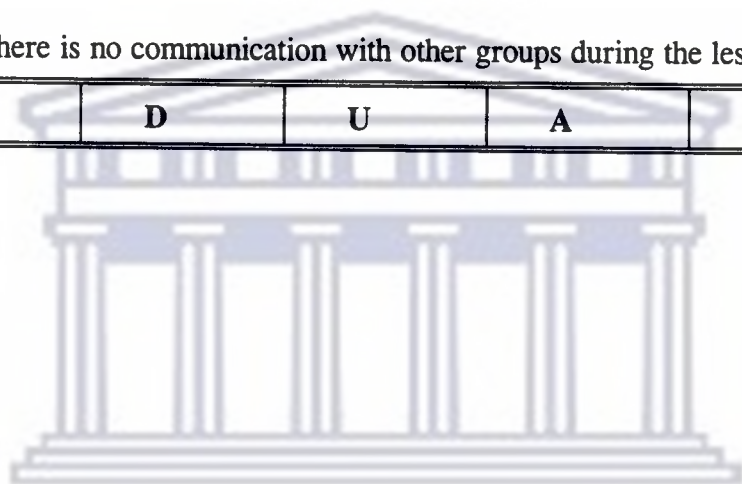 here is no communication with other groups during the les
D U A